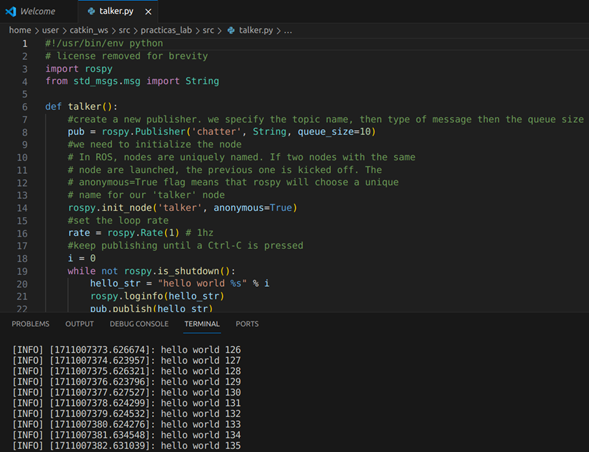 Welcome
talker.py
home > user > catkin_ws > src > practicas_lab > src > talker.py > ...
1 #!/usr/bin/env python
2 # license removed for brevity
3 import rospy
4 from std_msgs.msg import String
5
6 def talker():
7 #create a new publisher. we specify the topic name, then type of message then the queue size
8 pub = rospy.Publisher('chatter', String, queue_size=10)
9 #we need to initialize the node
10 # In ROS, nodes are uniquely named. If two nodes with the same
11 # node are launched, the previous one is kicked off. The
12 # anonymous=True flag means that rospy will choose a unique
13 # name for our 'talker' node
14 rospy.init_node('talker', anonymous=True)
15 #set the loop rate
16 rate = rospy.Rate(1) # 1hz
17 #keep publishing until a Ctrl-C is pressed
18 i = 0
19 while not rospy.is_shutdown():
20 hello_str = "hello world %s" % i
21 rospy.loginfo(hello_str)
22 pub.publish(hello_str)
PROBLEMS OUTPUT DEBUG CONSOLE TERMINAL PORTS
[INFO] [1711007373.626674]: hello world 126
[INFO] [1711007374.623957]: hello world 127
[INFO] [1711007375.626321]: hello world 128
[INFO] [1711007376.623796]: hello world 129
[INFO] [1711007377.627527]: hello world 130
[INFO] [1711007378.624299]: hello world 131
[INFO] [1711007379.624532]: hello world 132
[INFO] [1711007380.624276]: hello world 133
[INFO] [1711007381.634548]: hello world 134
[INFO] [1711007382.631039]: hello world 135